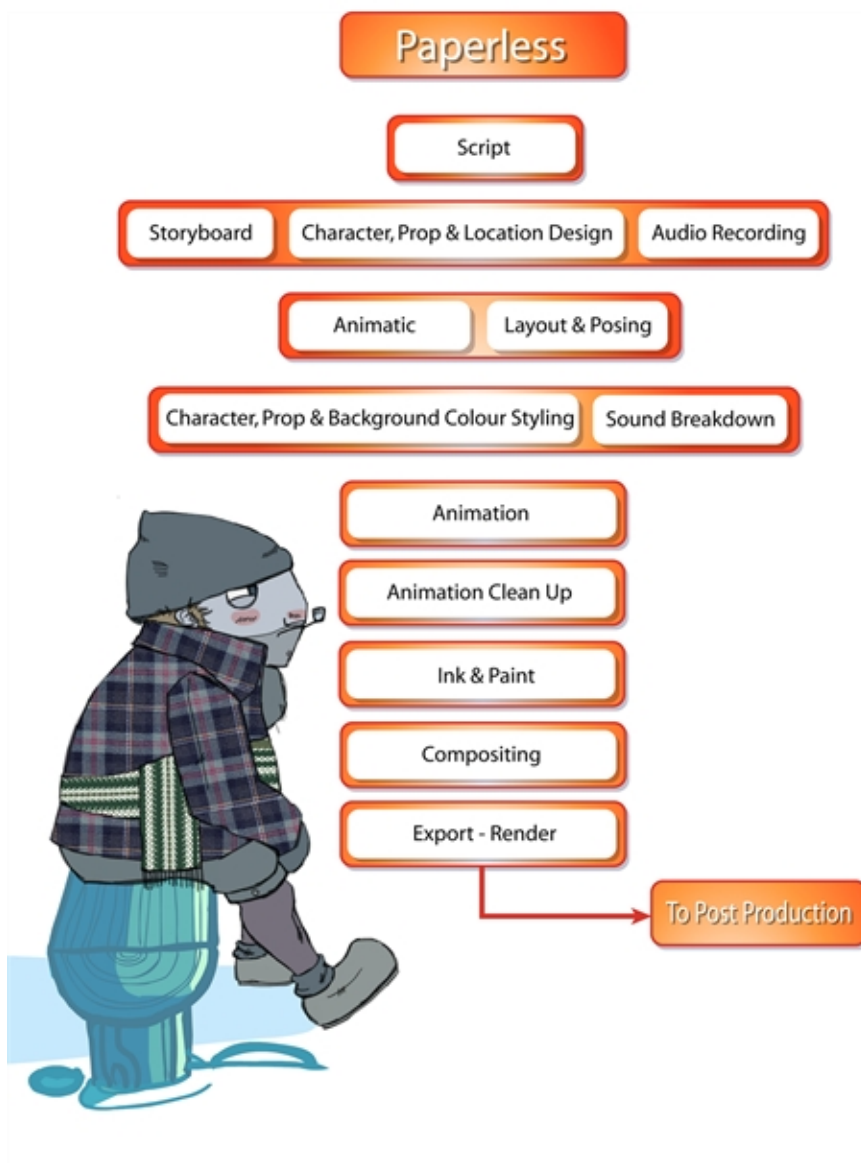 Paperless
Script
Storyboard
Character, Prop & Location Design
Audio Recording
Animatic
Layout & Posing
Character, Prop & Background Colour Styling
Sound Breakdown
Animation
Animation Clean Up
Ink & Paint
Compositing
Export - Render
To Post Production